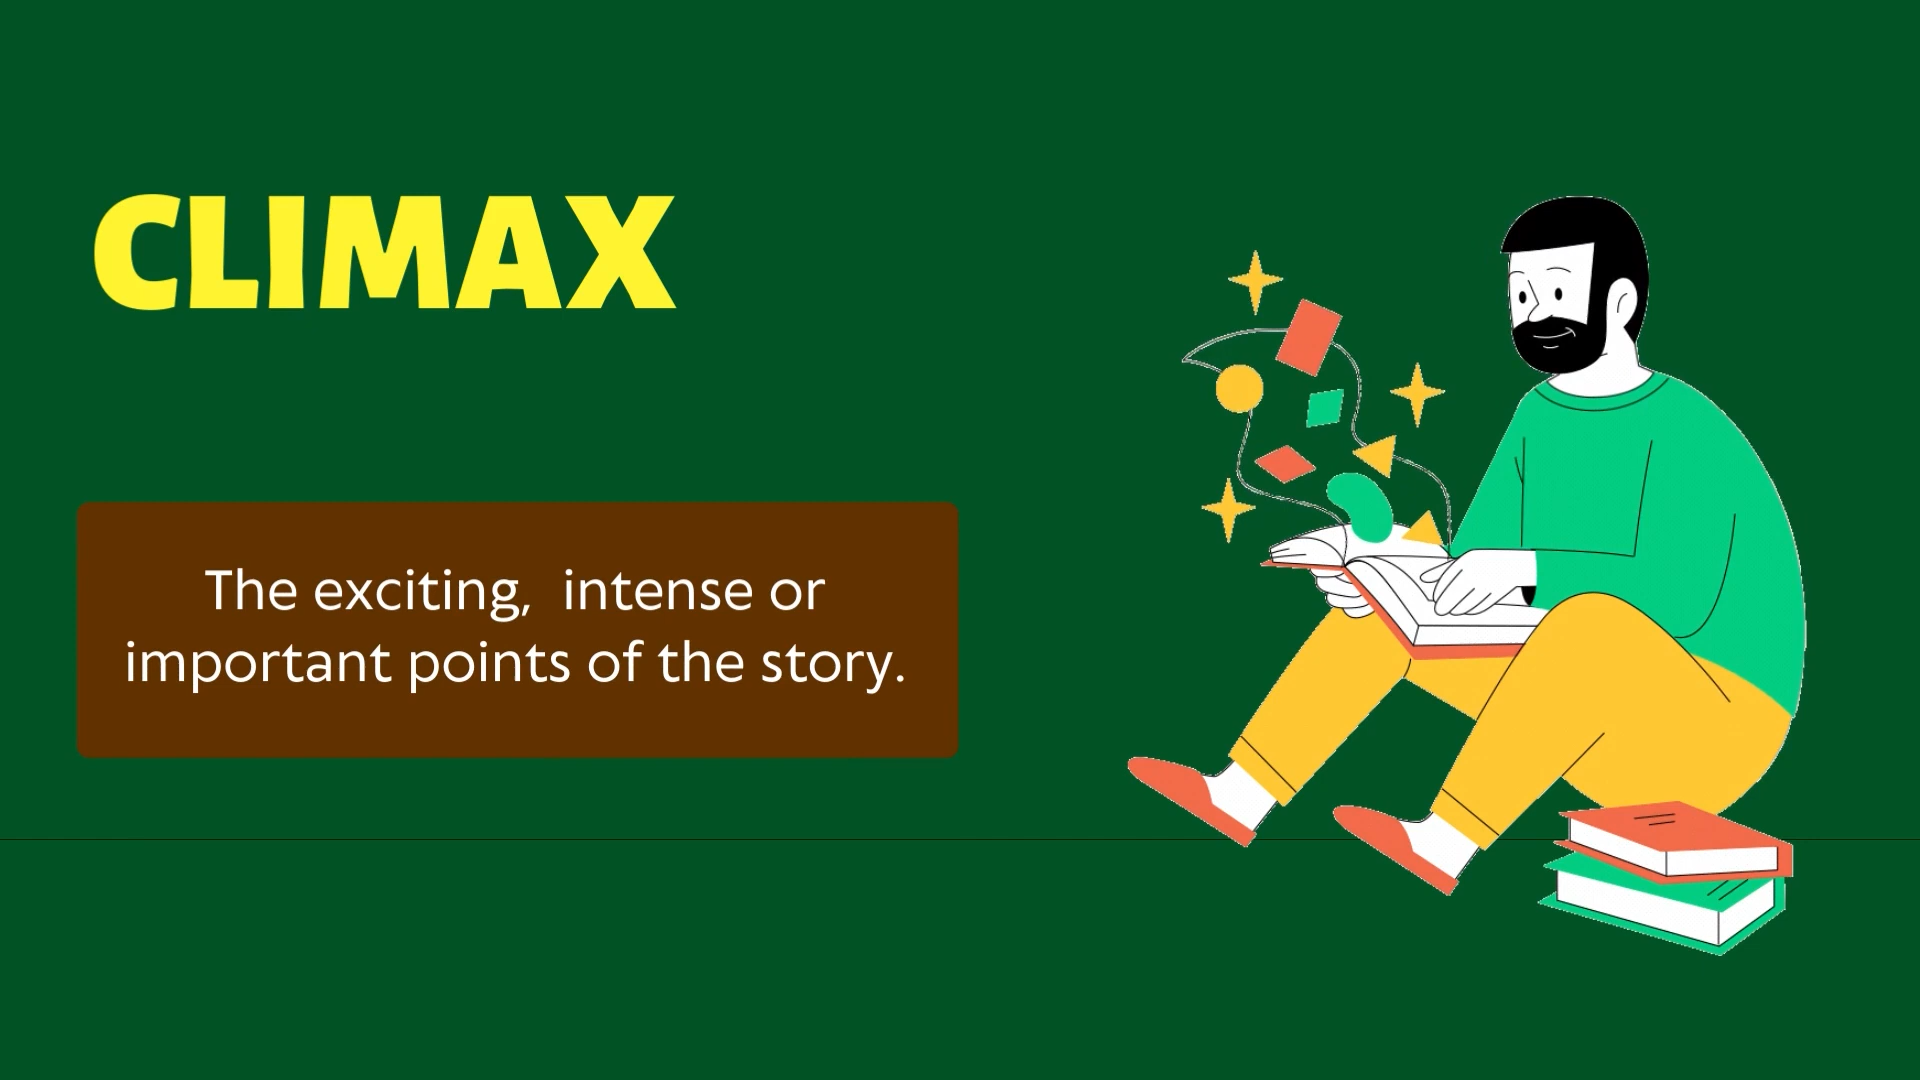 CLIMAX
The exciting,  intense or
important points of the story.